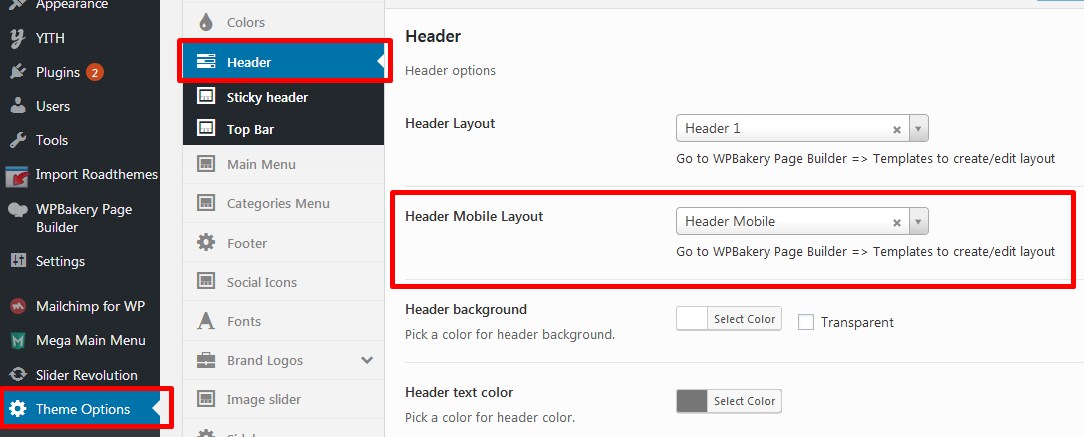 Appearance
YITH
Plugins 2
Users
Tools
Import Roadthemes
WPBakery Page
Builder
Settings
Mailchimp for WP
Mega Main Menu
Slider Revolution
Theme Options
Colors
Header
Sticky header
Top Bar
Main Menu
Categories Menu
Footer
Social Icons
Fonts
Brand Logos
Image slider
Header
Header options
Header Layout
Header 1
Go to WPBakery Page Builder => Templates to create/edit layout
Header Mobile Layout
Header Mobile
Go to WPBakery Page Builder => Templates to create/edit layout
Header background
Pick a color for header background.
Select Color
Transparent
Header text color
Pick a color for header color.
Select Color